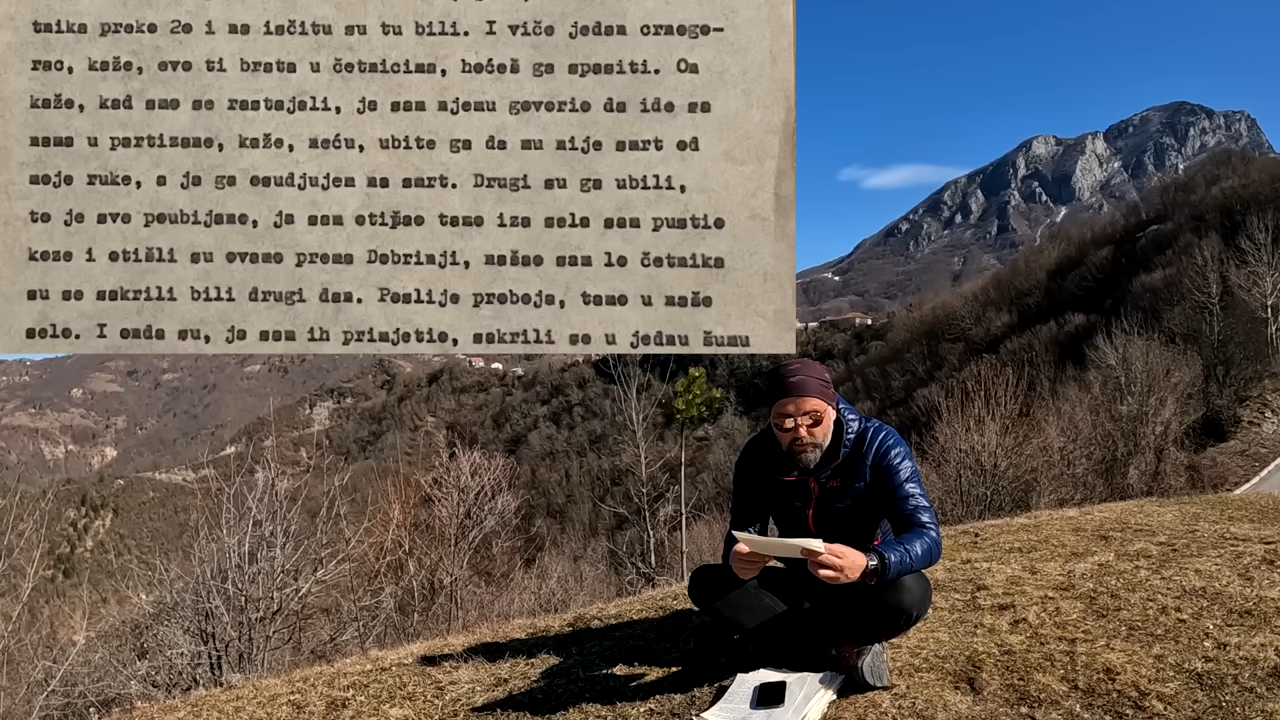 tnika preko 20 i na isčitu su tu bili. I viče jedan crnogo-
rac, kaže, evo ti brata u četnicima, hoćeš ga spasiti. On
kaže, kad smo se rastajali, ja sam njemu govorio da ide sa
nama u partizane, kaže, neću, ubite ga da mu nije smrt od
moje ruke, a ja ga osudjujem na smrt. Drugi su ga ubili,
to je sve poubijano, ja sam otišao tamo iza sela sam pustio
koze i otišli su ovamo prema Dobrinji, našao sam lo četnika
su se sakrili bili drugi dan. Poslije proboja, tamo u naše
selo. I onda su, ja sam ih primjetio, sakrili se u jednu šumu